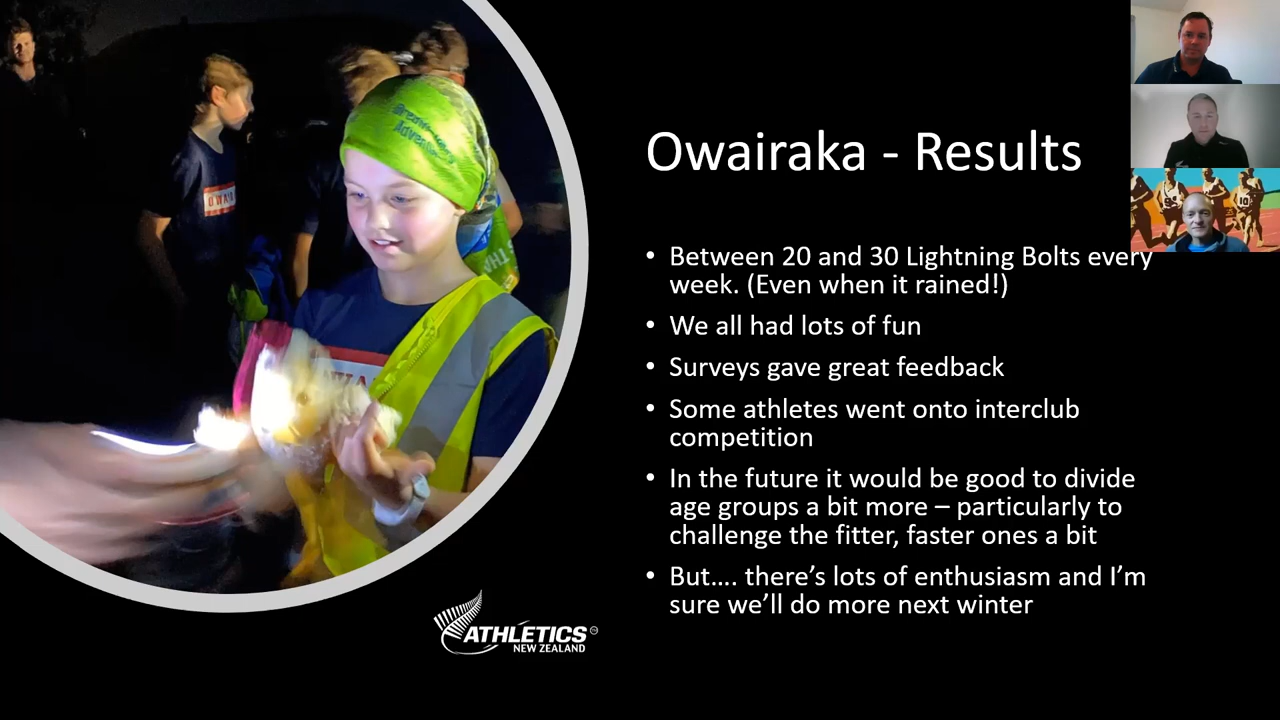 Owairaka - Results
• Between 20 and 30 Lightning Bolts every
week. (Even when it rained!)
• We all had lots of fun
• Surveys gave great feedback
• Some athletes went onto interclub
competition
• In the future it would be good to divide
age groups a bit more – particularly to
challenge the fitter, faster ones a bit
• But…. there’s lots of enthusiasm and I’m
sure we’ll do more next winter
ATHLETICS
NEW ZEALAND